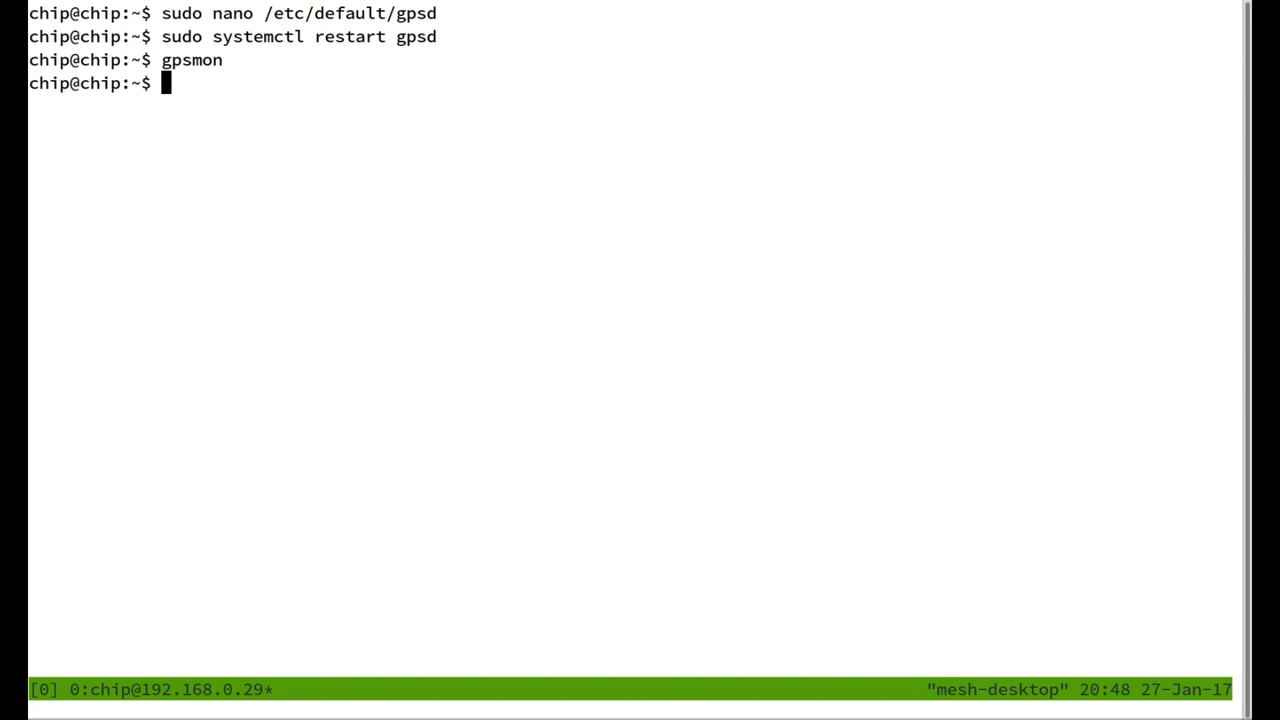 chip@chip:~$ sudo nano /etc/default/gpsd
chip@chip:~$ sudo systemctl restart gpsd
chip@chip:~$ gpsmon
chip@chip:~$
[0] 0:chip@192.168.0.29* "mesh-desktop" 20:48 27-Jan-17